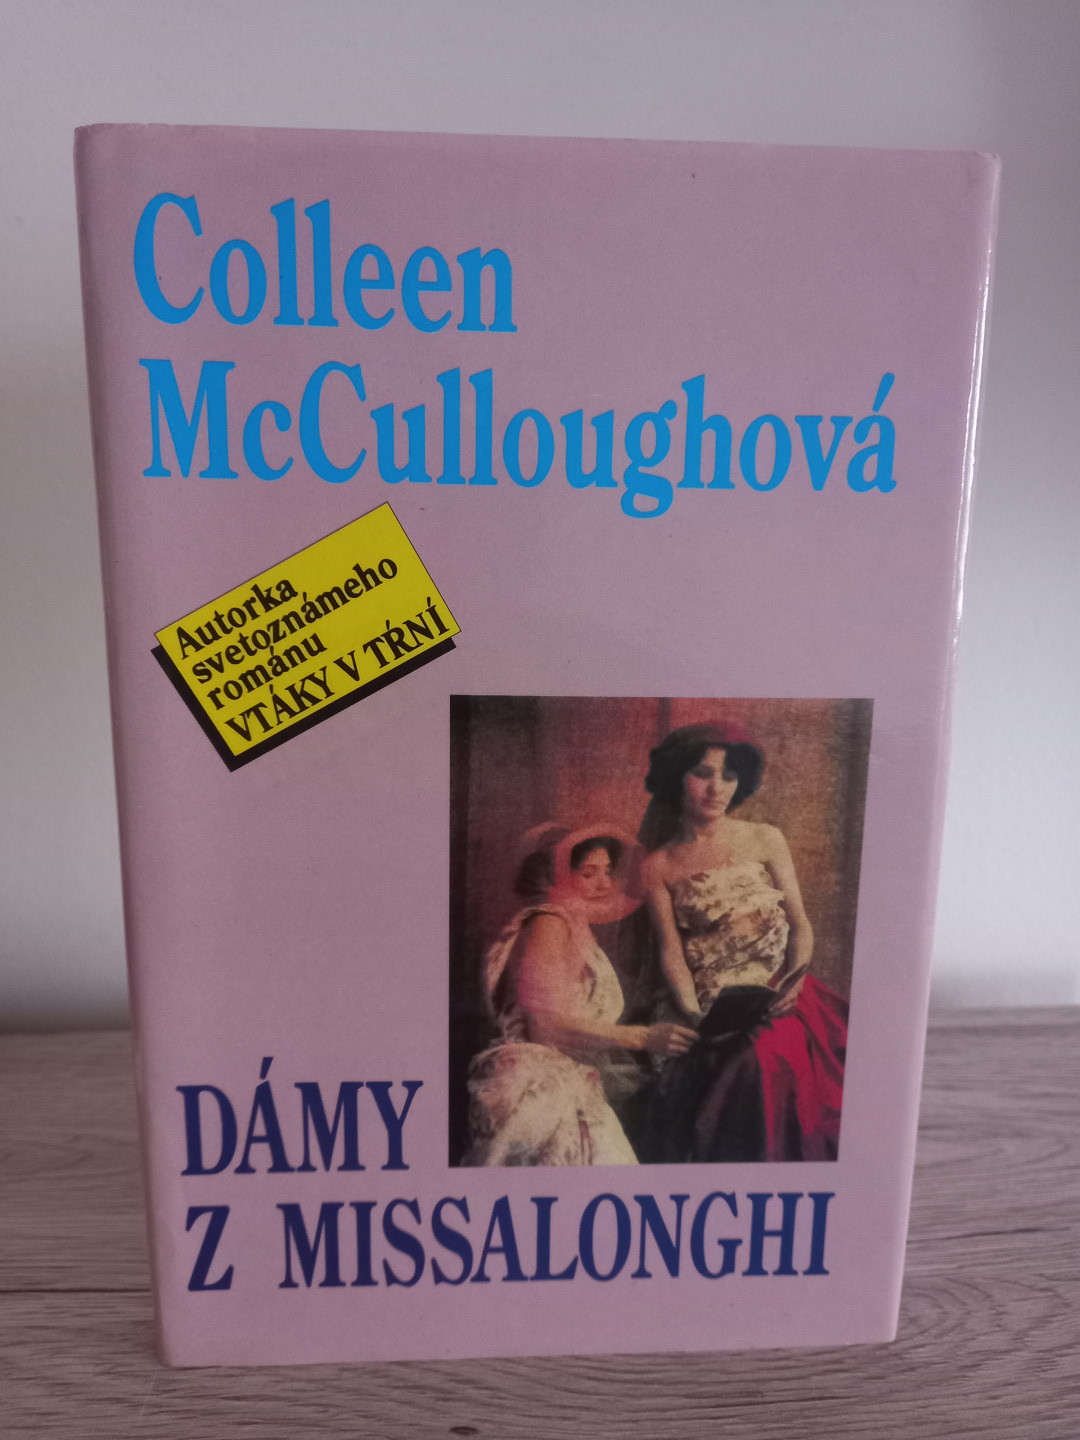 Colleen
McCulloughová
Autorka
svetoznámeho
románu
VTÁKY V TŔNÍ
DÁMY
Z MISSALONGHI